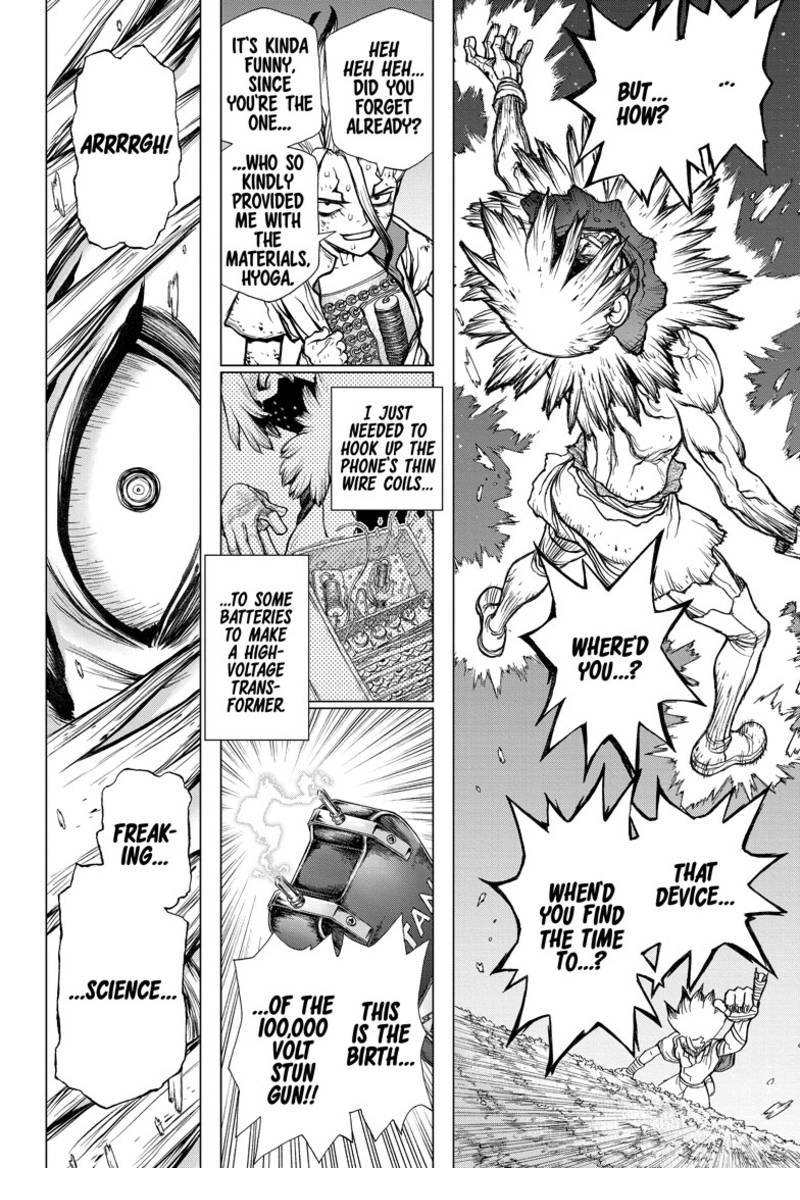 ...
BUT...
HOW?
WHERE'D
YOU...?
THAT
DEVICE...
WHEN'D
YOU FIND
THE TIME
TO...?
HEH
HEH HEH...
DID YOU
FORGET
ALREADY?
IT'S KINDA
FUNNY,
SINCE
YOU'RE THE
ONE...
...WHO SO
KINDLY
PROVIDED
ME WITH
THE
MATERIALS,
HYOGA.
I JUST
NEEDED TO
HOOK UP THE
PHONE'S THIN
WIRE COILS...
...TO SOME
BATTERIES
TO MAKE
A HIGH-
VOLTAGE
TRANS-
FORMER.
TAN
THIS
IS THE
BIRTH...
...OF THE
100,000
VOLT
STUN
GUN!!
ARRRRGH!
FREAK-
ING...
...SCIENCE...